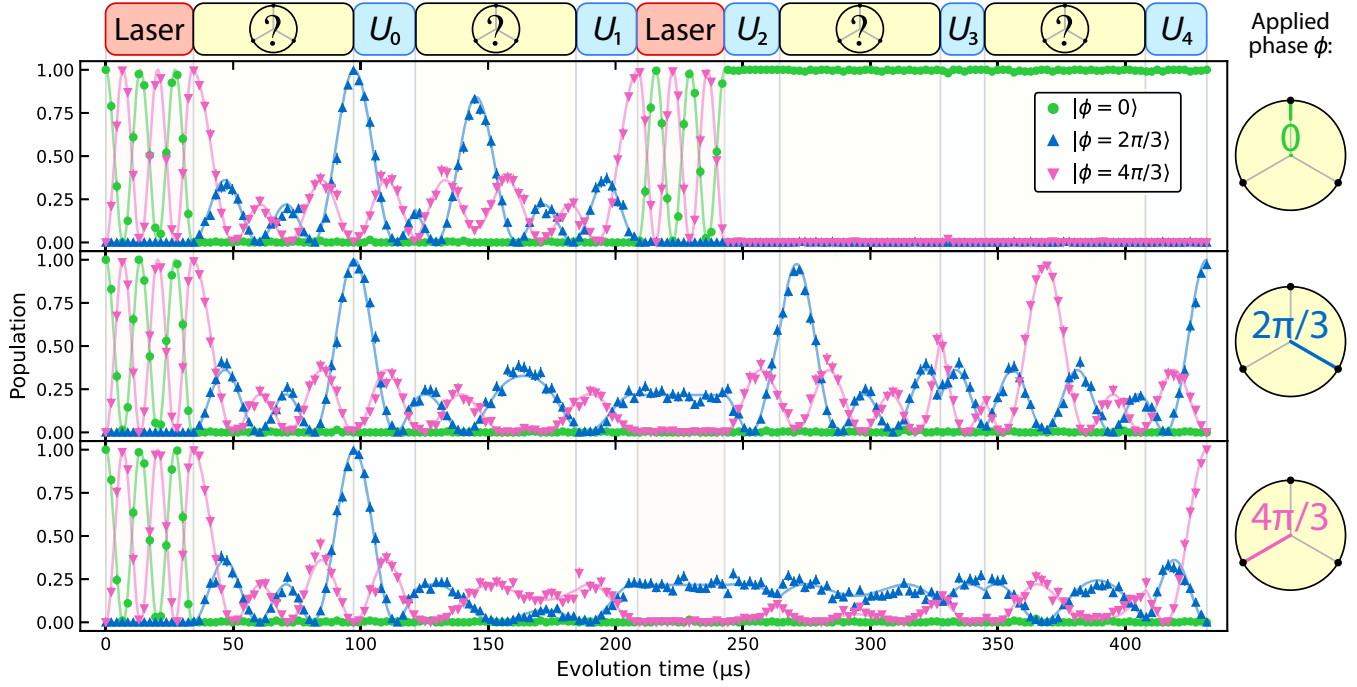 Laser ? U0 ? U1 Laser U2 ? U3 ? U4
Applied
phase ϕ:
1.00
0.75
0.50
0.25
0.00
|ϕ = 0⟩
|ϕ = 2π/3⟩
|ϕ = 4π/3⟩
0
1.00
0.75
0.50
0.25
0.00
Population
2π/3
1.00
0.75
0.50
0.25
0.00
4π/3
0 50 100 150 200 250 300 350 400
Evolution time (μs)